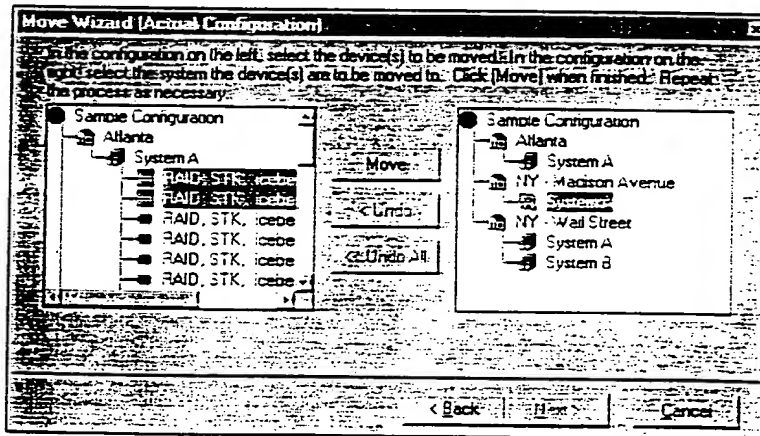 Move Wizard (Actual Configuration)
In the configuration on the left, select the device(s) to be moved. In the configuration on the
right select the system the device(s) are to be moved to. Click [Move] when finished. Repeat
the process as necessary.
Sample Configuration
Atlanta
System A
RAID, STK, Icebe
RAID, STK, Icebe
RAID, STK, Icebe
RAID, STK, Icebe
RAID, STK, Icebe
RAID, STK, Icebe
Move
< Undo
<< Undo All
Sample Configuration
Atlanta
System A
NY - Madison Avenue
NY - Wall Street
System A
System B
< Back
Next >
Cancel